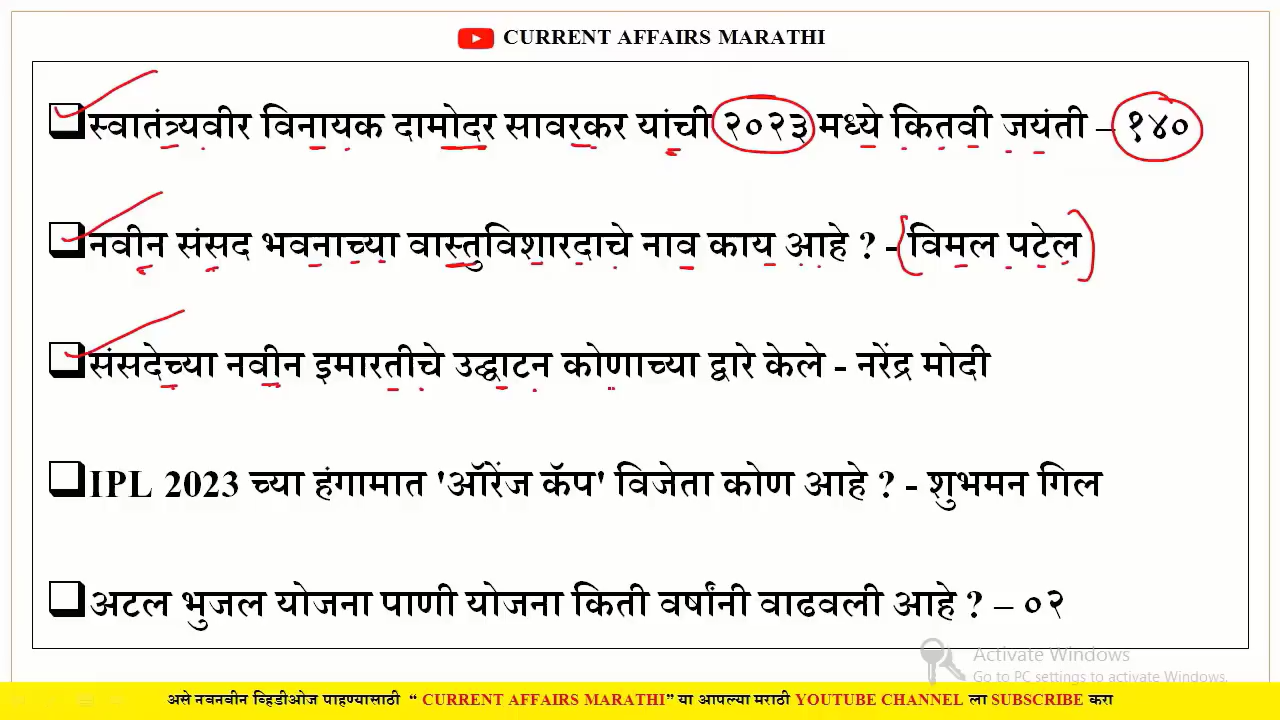 CURRENT AFFAIRS MARATHI
स्वातंत्र्यवीर विनायक दामोदर सावरकर यांची २०२३ मध्ये कितवी जयंती – १४०
नवीन संसद भवनाच्या वास्तुविशारदाचे नाव काय आहे ? - विमल पटेल
संसदेच्या नवीन इमारतीचे उद्घाटन कोणाच्या द्वारे केले - नरेंद्र मोदी
IPL 2023 च्या हंगामात 'ऑरेंज कॅप' विजेता कोण आहे ? - शुभमन गिल
अटल भुजल योजना पाणी योजना किती वर्षांनी वाढवली आहे ? – ०२
Activate Windows
Go to PC settings to activate Windows.
असे नवनवीन व्हिडीओज पाहण्यासाठी “ CURRENT AFFAIRS MARATHI” या आपल्या मराठी YOUTUBE CHANNEL ला SUBSCRIBE करा